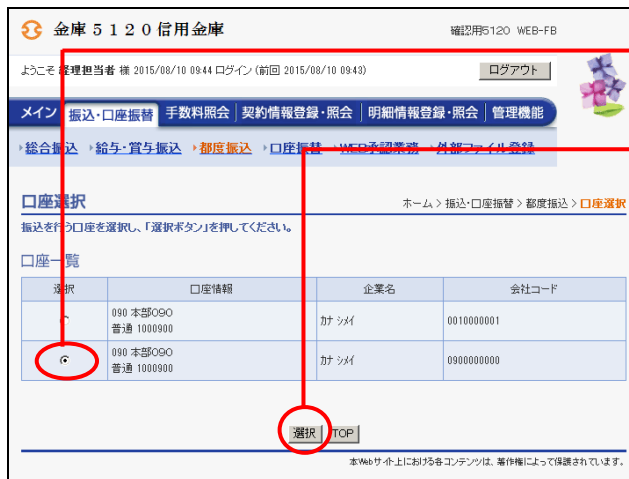 金庫5120信用金庫
確認用5120 WEB-FB
ようこそ 経理担当者 様 2015/08/10 09:44 ログイン (前回 2015/08/10 09:43)
ログアウト
メイン 振込・口座振替 手数料照会 契約情報登録・照会 明細情報登録・照会 管理機能
総合振込 給与・賞与振込 都度振込 口座振替 WEB承認業務 外部ファイル登録
口座選択
ホーム > 振込・口座振替 > 都度振込 > 口座選択
振込を行う口座を選択し、「選択ボタン」を押してください。
口座一覧
選択 口座情報 企業名 会社コード
090 本部090
普通 1000900
カナ シメイ
0010000001
090 本部090
普通 1000900
カナ シメイ
0900000000
選択 TOP
本Webサイト上における各コンテンツは、著作権によって保護されています。